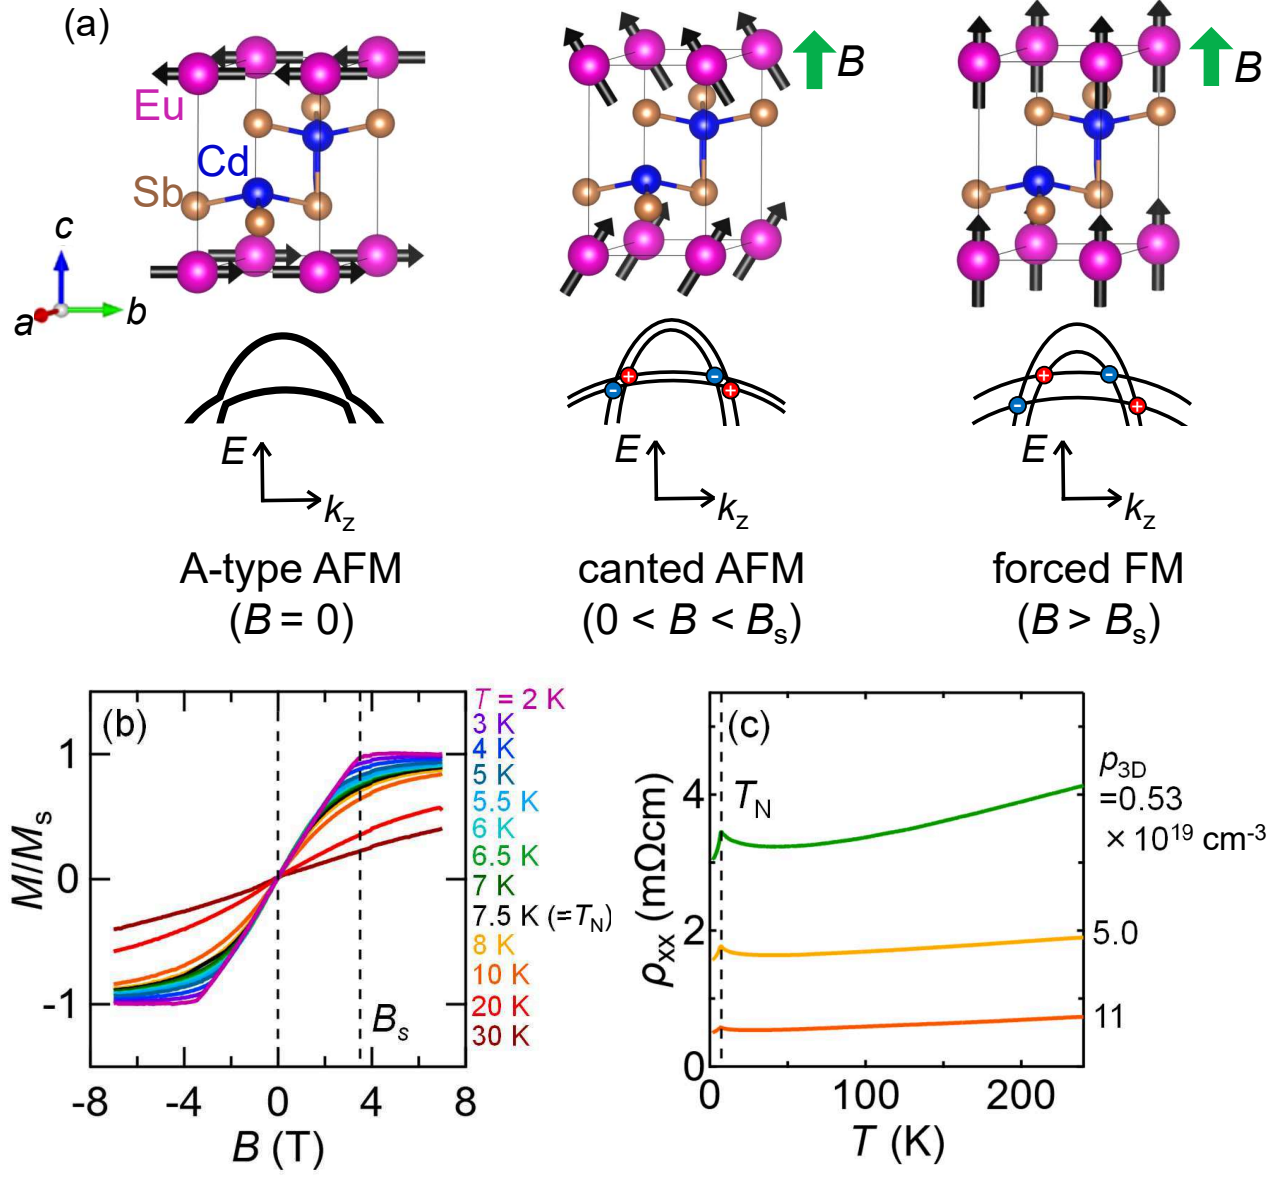 (a)
B
B
Eu
Cd
Sb
c
a
b
+
-
-
+
+
-
-
+
E
kz
E
kz
E
kz
A-type AFM
(B = 0)
canted AFM
(0 < B < Bs)
forced FM
(B > Bs)
(b)
M/Ms
1
0
-1
-8
-4
0
4
8
B (T)
Bs
T = 2 K
3 K
4 K
5 K
5.5 K
6 K
6.5 K
7 K
7.5 K (=TN)
8 K
10 K
20 K
30 K
(c)
TN
ρxx (mΩcm)
4
2
0
0
100
200
T (K)
p3D
=0.53
×10¹⁹ cm⁻³
5.0
11